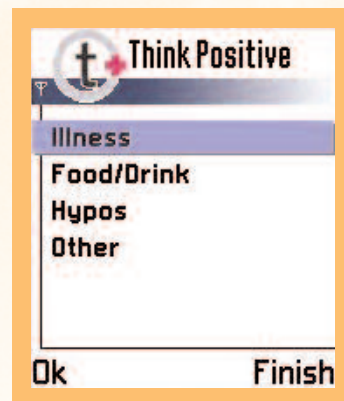 t+ Think Positive
Illness
Food/Drink
Hypos
Other
Ok Finish